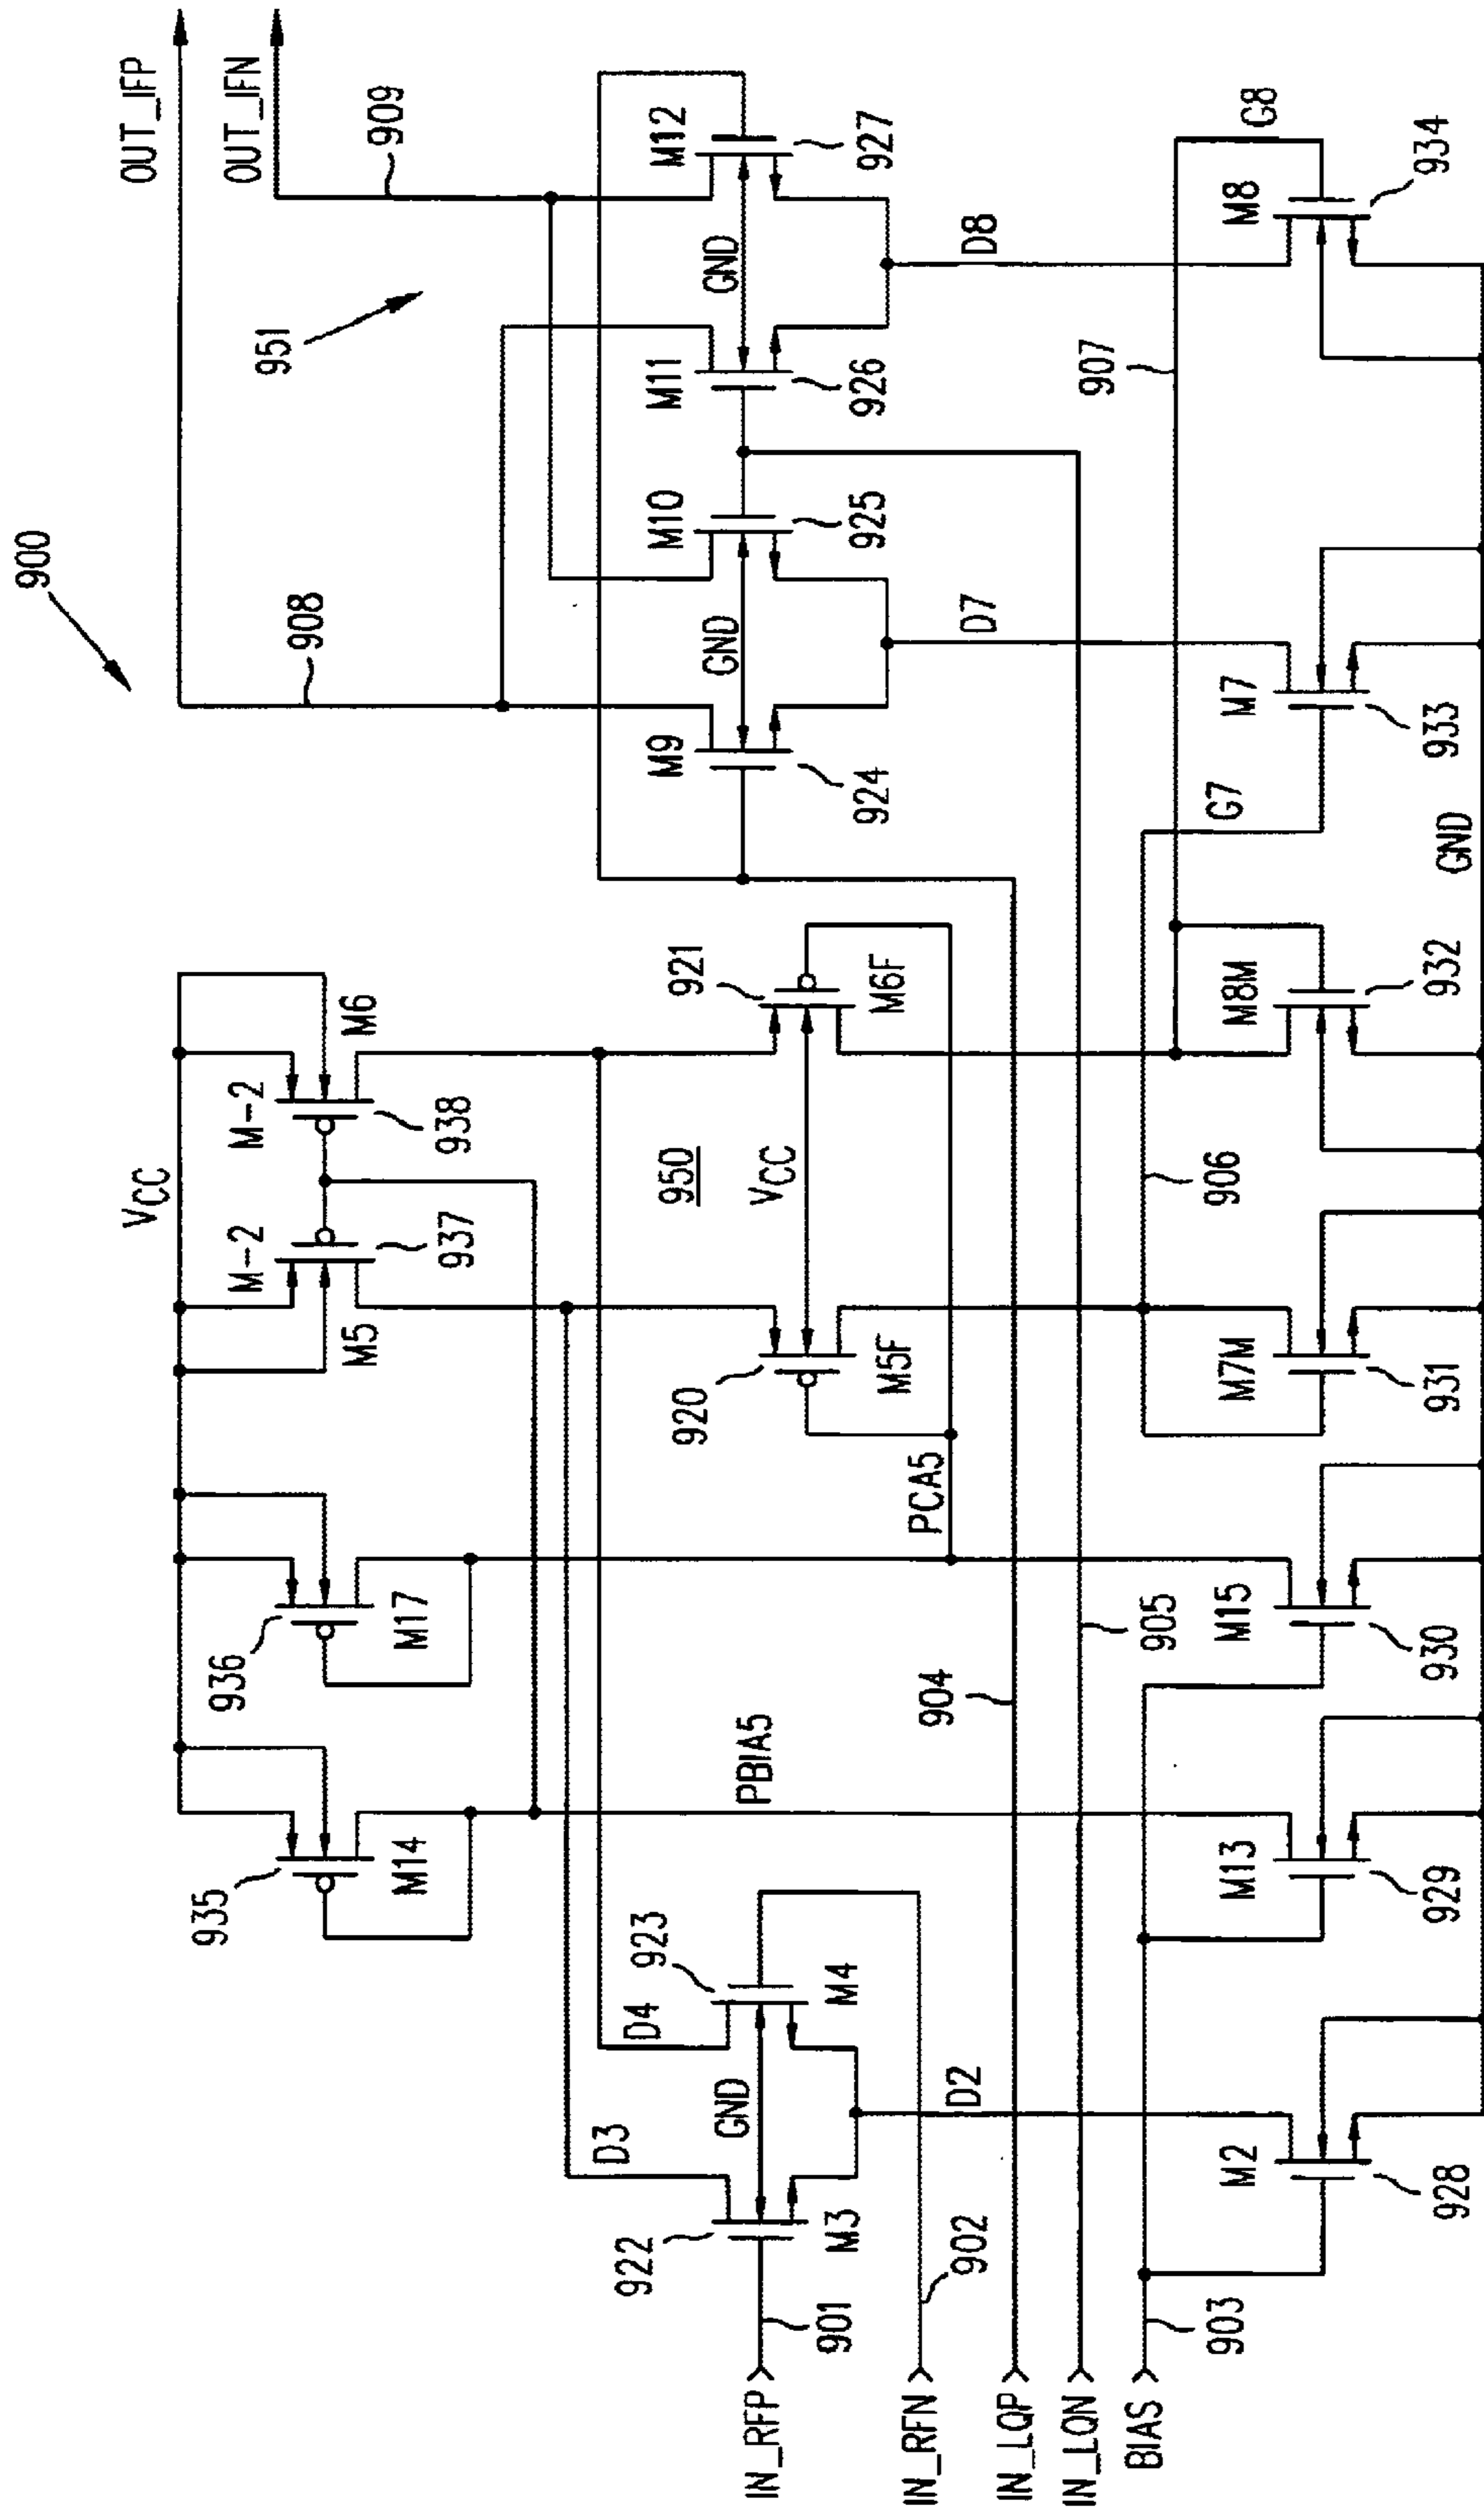 900
OUT_IFP
OUT_IFN
908
909
951
VCC
M-2
M-2
M6
M5
938
937
936
M17
935
M14
M9
924
GND
M10
925
M11
926
GND
M12
927
D7
D8
921
M6F
950
VCC
920
M5F
PCA5
PBIA5
D4
923
M4
D3
GND
922
M3
D2
901
902
904
905
906
907
903
IN_RFP
IN_RFN
IN_LQP
IN_LQN
BIAS
G7
G8
M2
928
M13
929
M15
930
M7M
931
M8M
932
GND
M7
933
M8
934